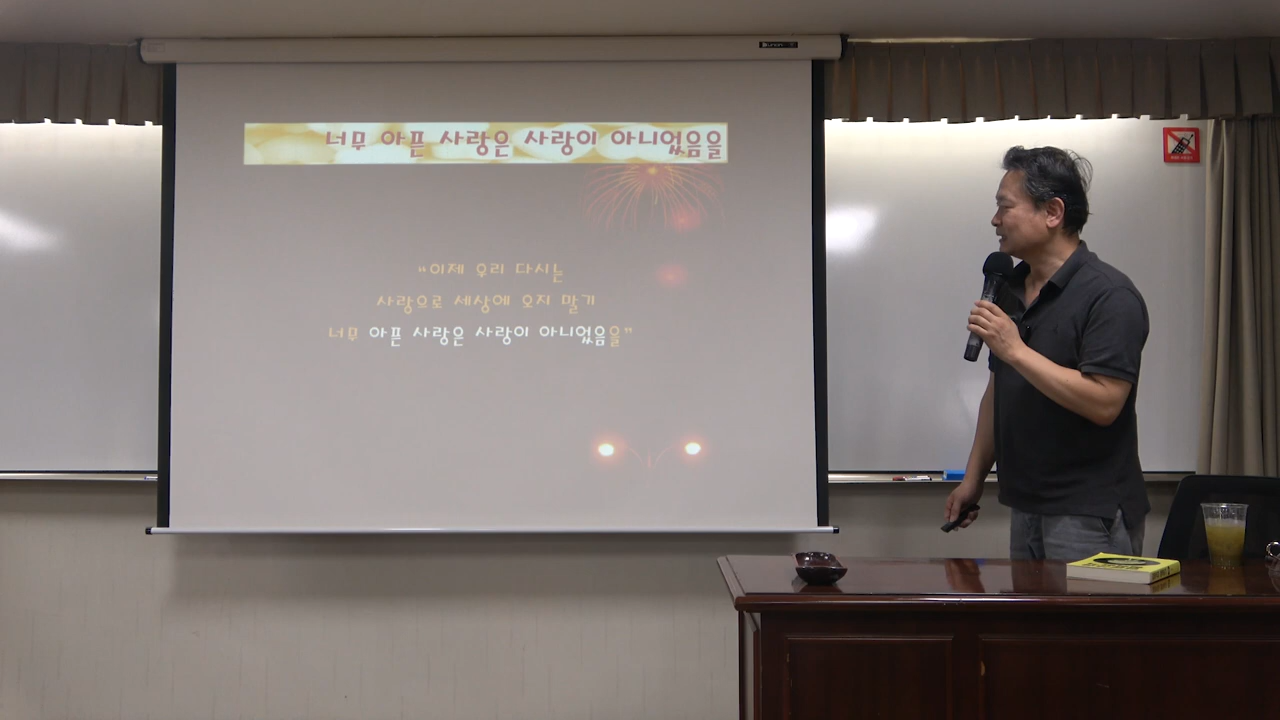 너무 아픈 사랑은 사랑이 아니었음을
“이제 우리 다시는
사랑으로 세상에 오지 말기
너무 아픈 사랑은 사랑이 아니었음을”